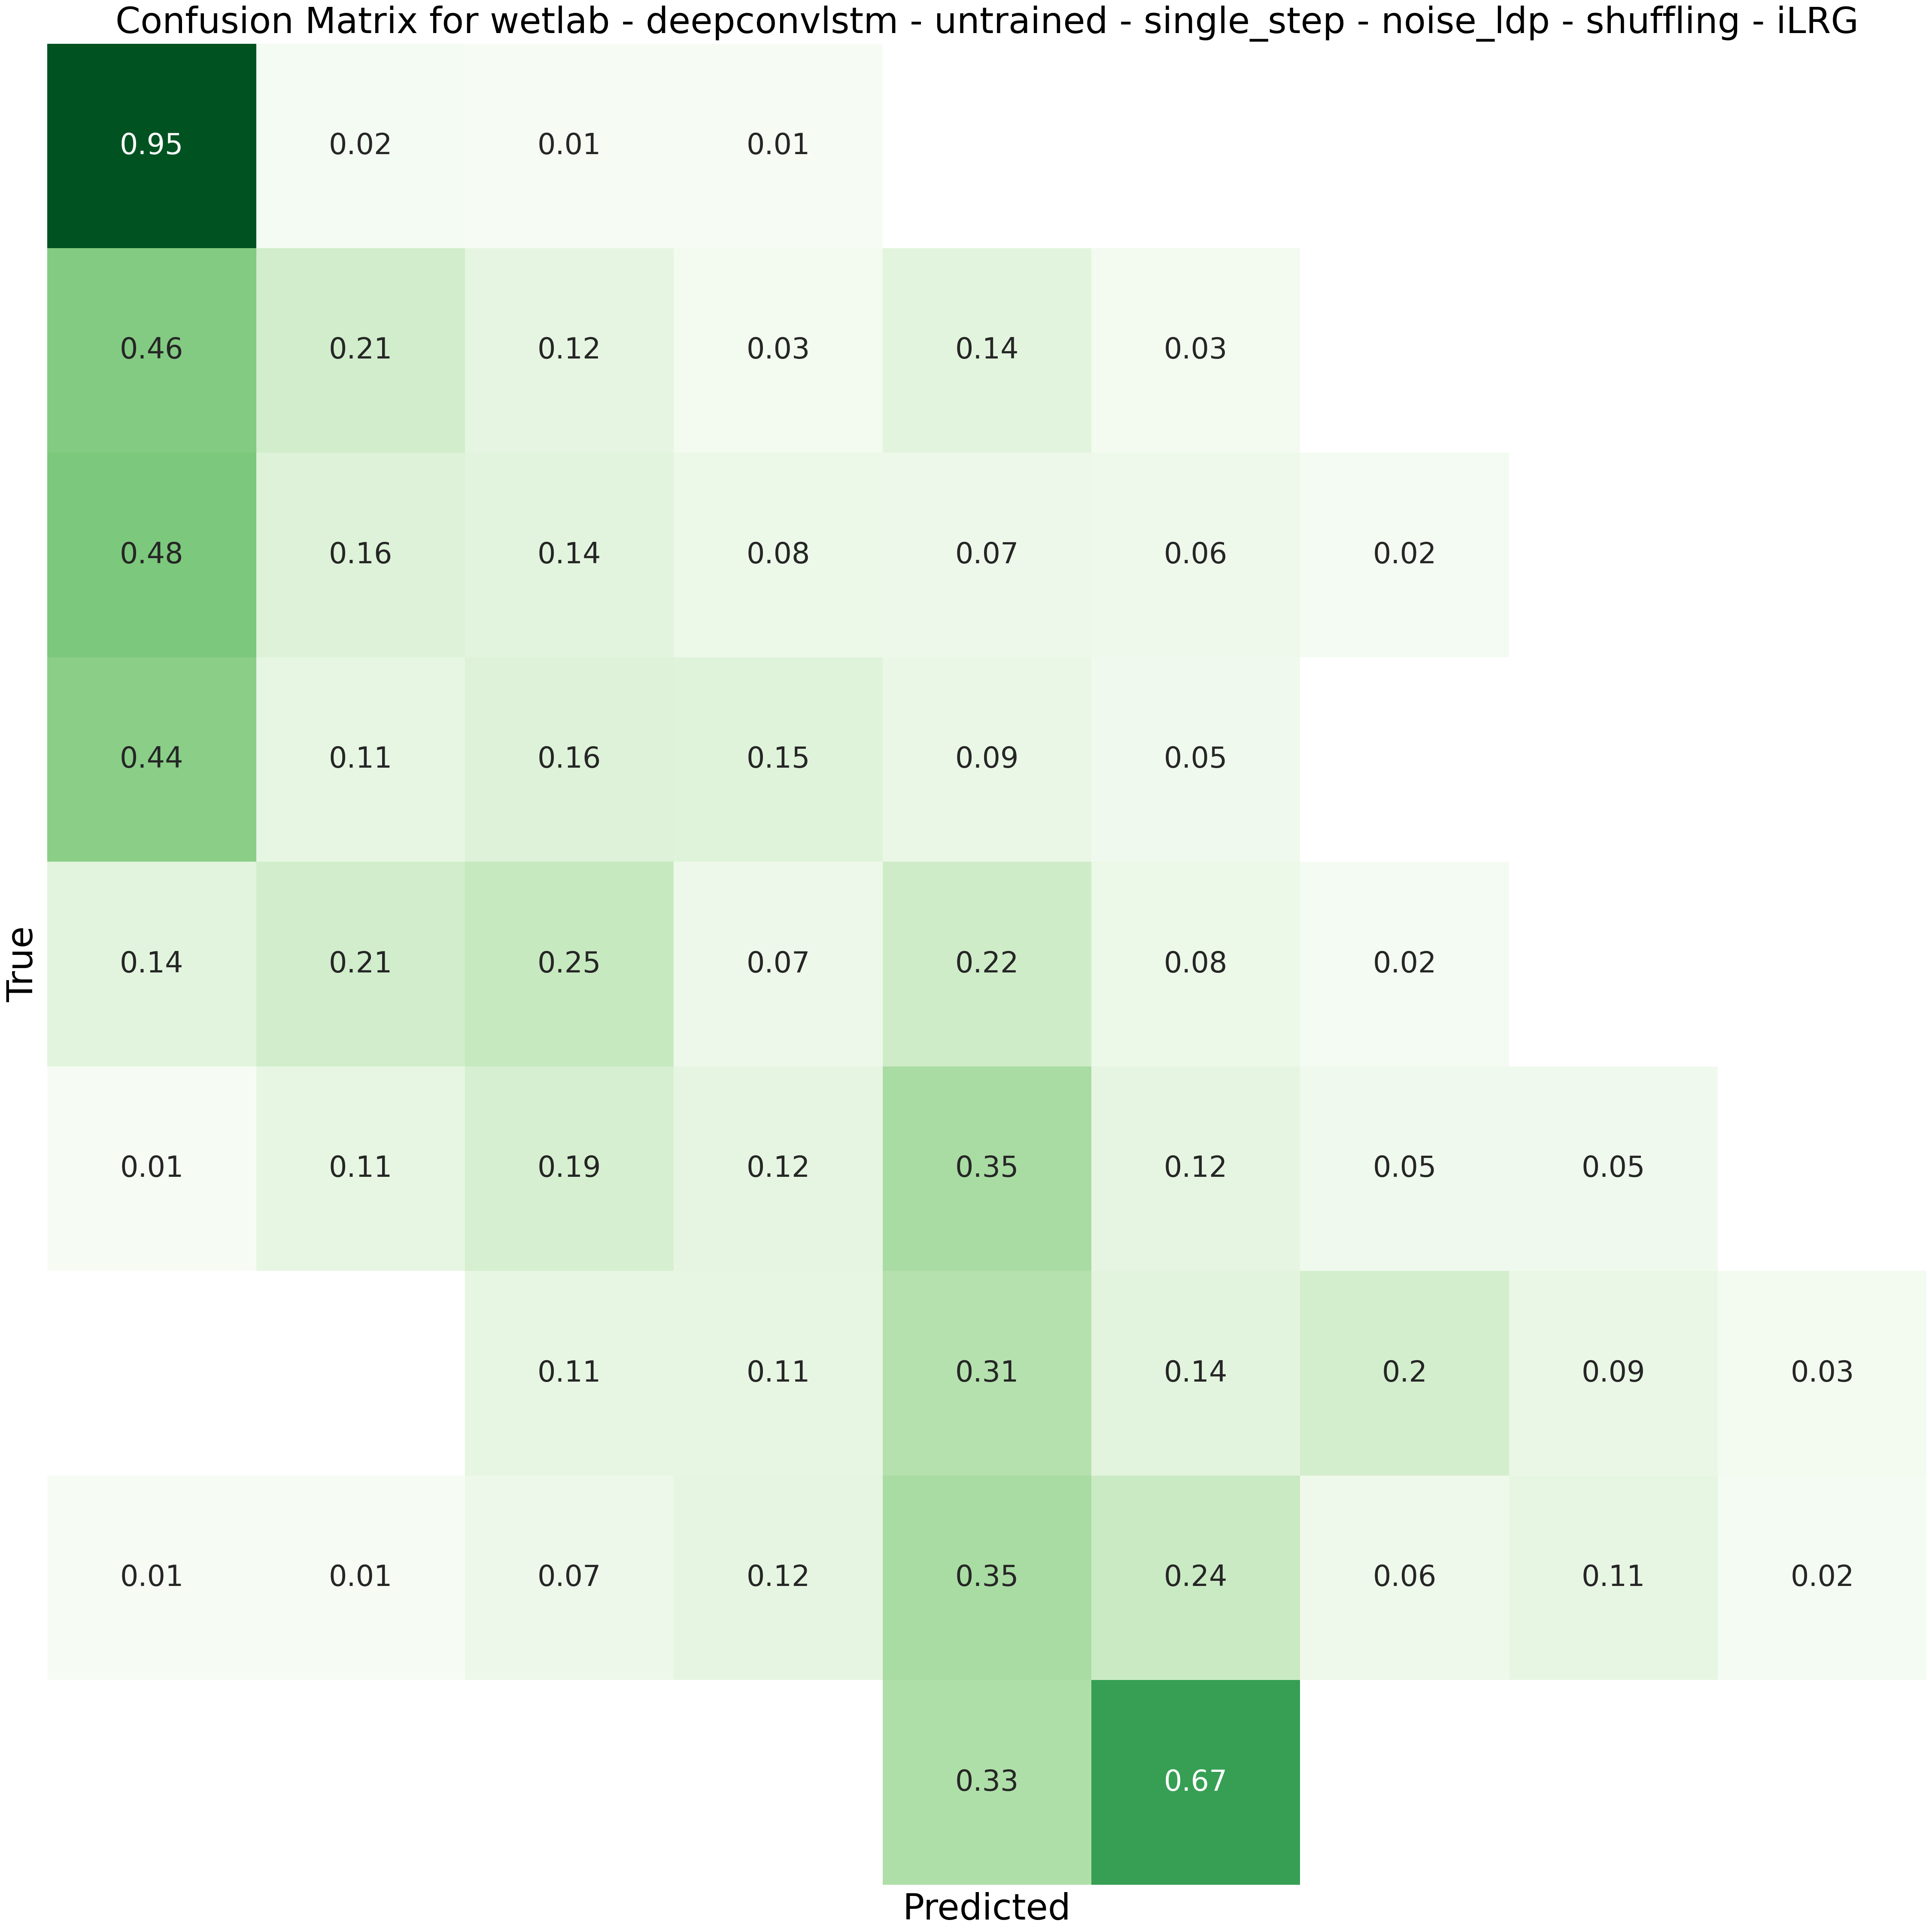 Confusion Matrix for wetlab - deepconvlstm - untrained - single_step - noise_ldp - shuffling - iLRG
0.95 0.02 0.01 0.01
0.46 0.21 0.12 0.03 0.14 0.03
0.48 0.16 0.14 0.08 0.07 0.06 0.02
0.44 0.11 0.16 0.15 0.09 0.05
True
0.14 0.21 0.25 0.07 0.22 0.08 0.02
0.01 0.11 0.19 0.12 0.35 0.12 0.05 0.05
0.11 0.11 0.31 0.14 0.2 0.09 0.03
0.01 0.01 0.07 0.12 0.35 0.24 0.06 0.11 0.02
0.33 0.67
Predicted